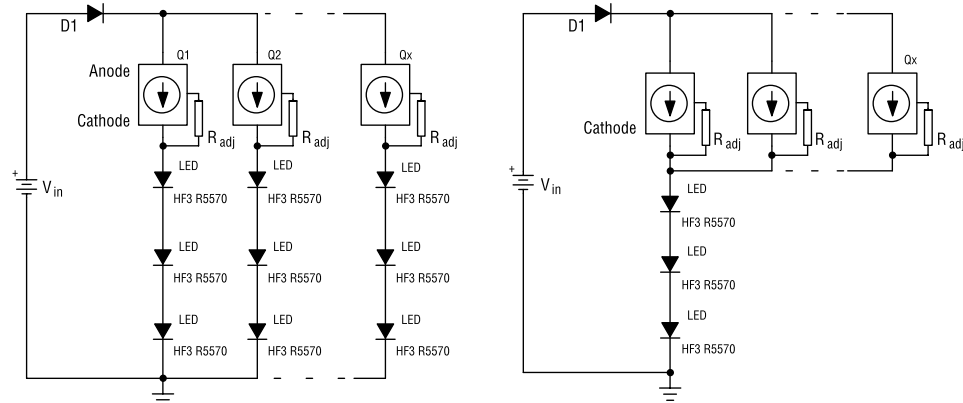 D1
Q1
Q2
Qx
Anode
Cathode
R adj
R adj
R adj
+
V in
LED
LED
LED
HF3 R5570
HF3 R5570
HF3 R5570
LED
LED
LED
HF3 R5570
HF3 R5570
HF3 R5570
LED
LED
LED
HF3 R5570
HF3 R5570
HF3 R5570
D1
Qx
Cathode
R adj
R adj
R adj
+
V in
LED
HF3 R5570
LED
HF3 R5570
LED
HF3 R5570